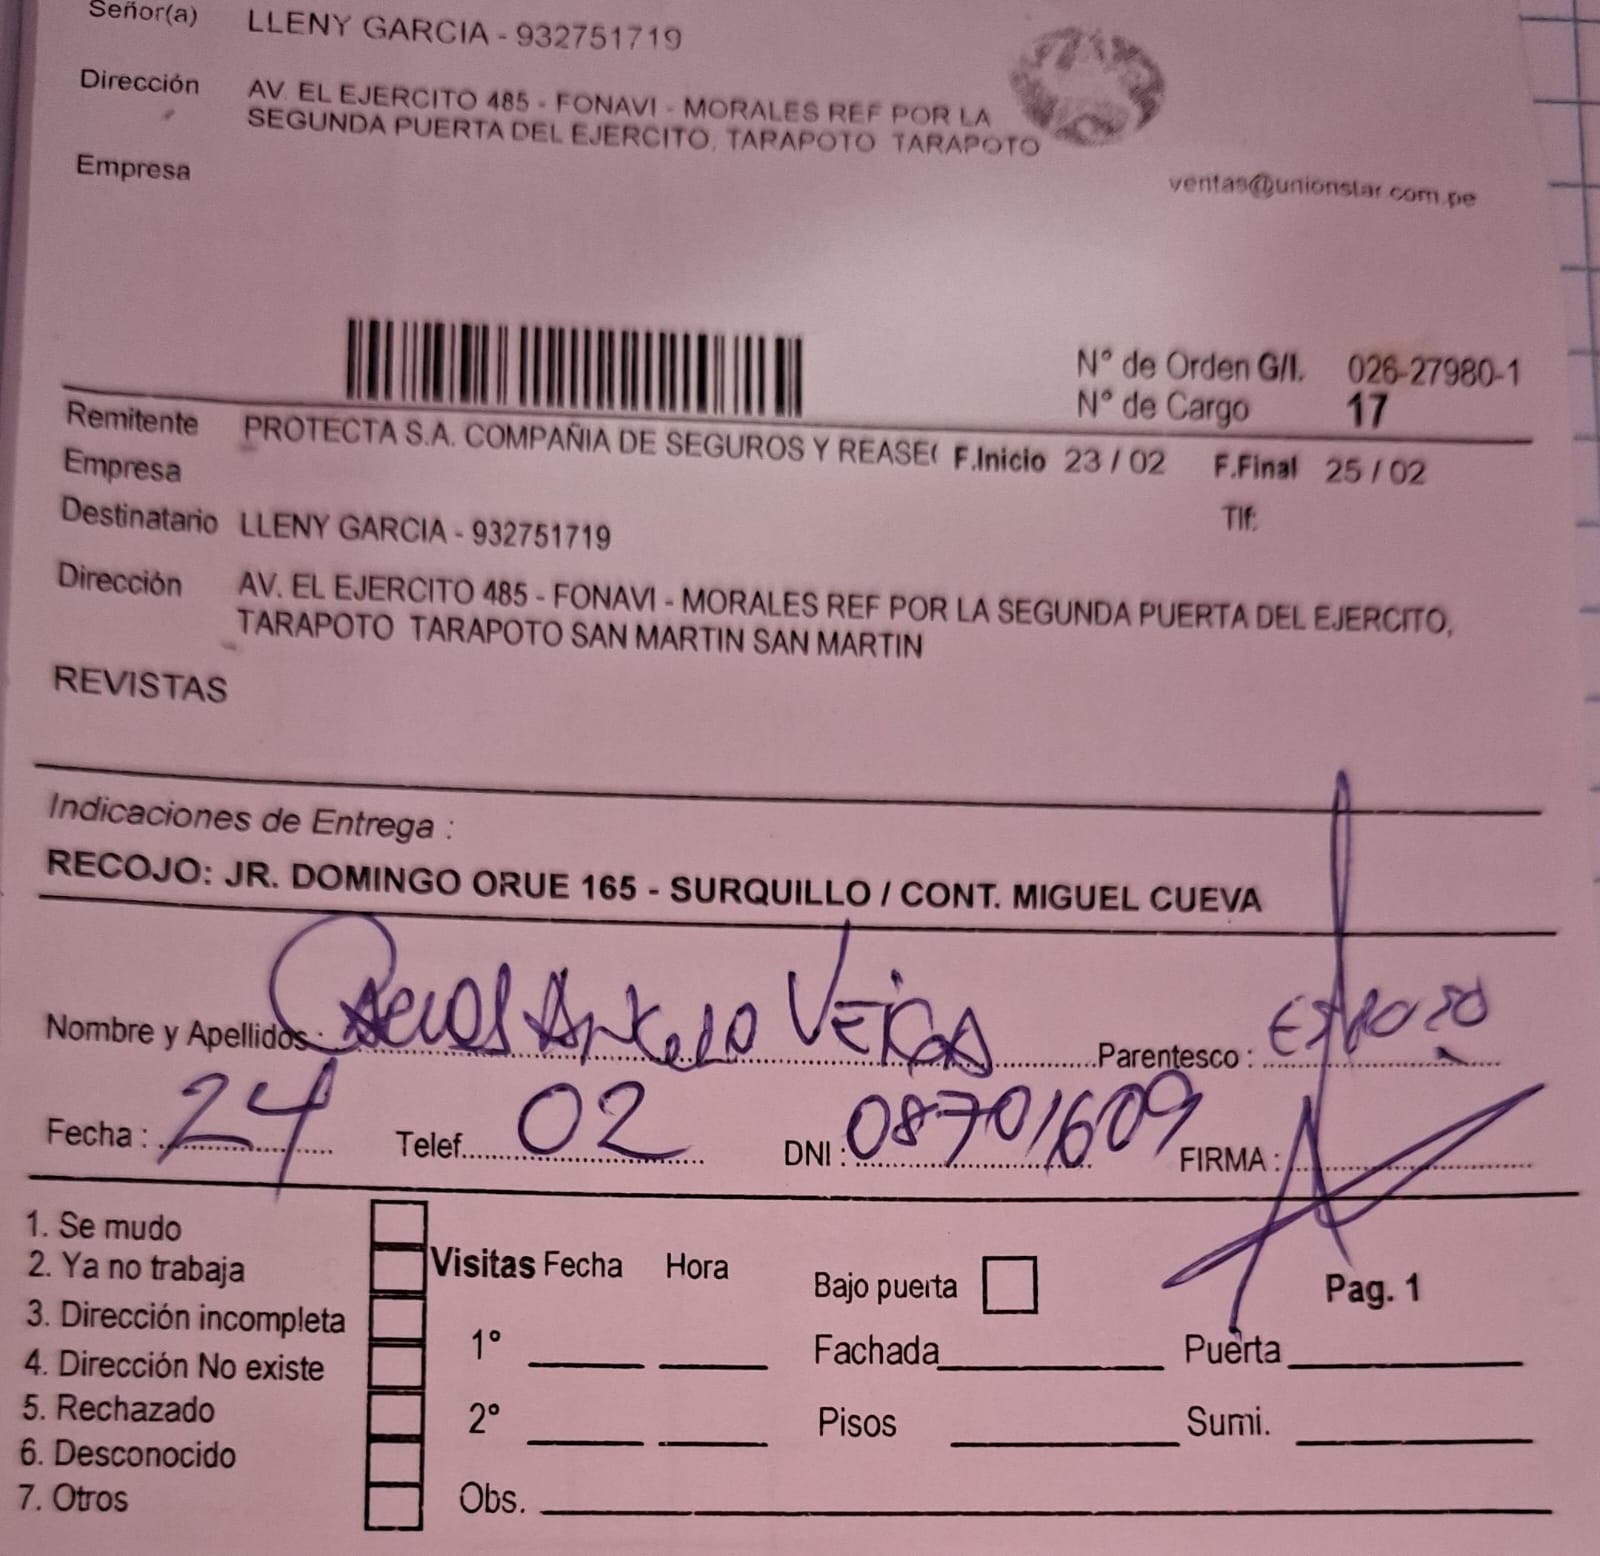 Señor(a) LLENY GARCIA - 932751719
Dirección AV. EL EJERCITO 485 - FONAVI - MORALES REF POR LA
SEGUNDA PUERTA DEL EJERCITO, TARAPOTO TARAPOTO
Empresa
ventas@unionstar.com.pe
N° de Orden G/I. 026-27980-1
N° de Cargo 17
Remitente PROTECTA S.A. COMPAÑIA DE SEGUROS Y REASE( F.Inicio 23 / 02 F.Final 25 / 02
Empresa
Tlf:
Destinatario LLENY GARCIA - 932751719
Dirección AV. EL EJERCITO 485 - FONAVI - MORALES REF POR LA SEGUNDA PUERTA DEL EJERCITO,
TARAPOTO TARAPOTO SAN MARTIN SAN MARTIN
REVISTAS
Indicaciones de Entrega :
RECOJO: JR. DOMINGO ORUE 165 - SURQUILLO / CONT. MIGUEL CUEVA
Nombre y Apellidos : Parentesco : ESPOSO
Fecha : 24 Telef. 02 DNI : 08701609 FIRMA :
1. Se mudo
2. Ya no trabaja
3. Dirección incompleta
4. Dirección No existe
5. Rechazado
6. Desconocido
7. Otros
Visitas Fecha Hora
1°
2°
Obs.
Bajo puerta
Pag. 1
Fachada Puerta
Pisos Sumi.